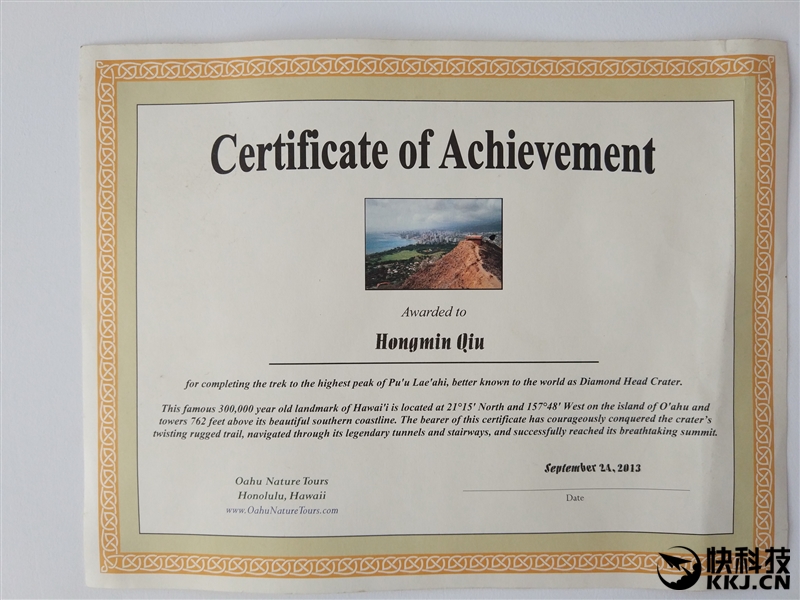 Certificate of Achievement
Awarded to
Hongmin Qiu
for completing the trek to the highest peak of Pu'u Lae'ahi, better known to the world as Diamond Head Crater.
This famous 300,000 year old landmark of Hawai'i is located at 21°15' North and 157°48' West on the island of O'ahu and
towers 762 feet above its beautiful southern coastline. The bearer of this certificate has courageously conquered the crater's
twisting rugged trail, navigated through its legendary tunnels and stairways, and successfully reached its breathtaking summit.
Oahu Nature Tours
Honolulu, Hawaii
www.OahuNatureTours.com
September 24, 2013
Date
快科技
KKJ.CN